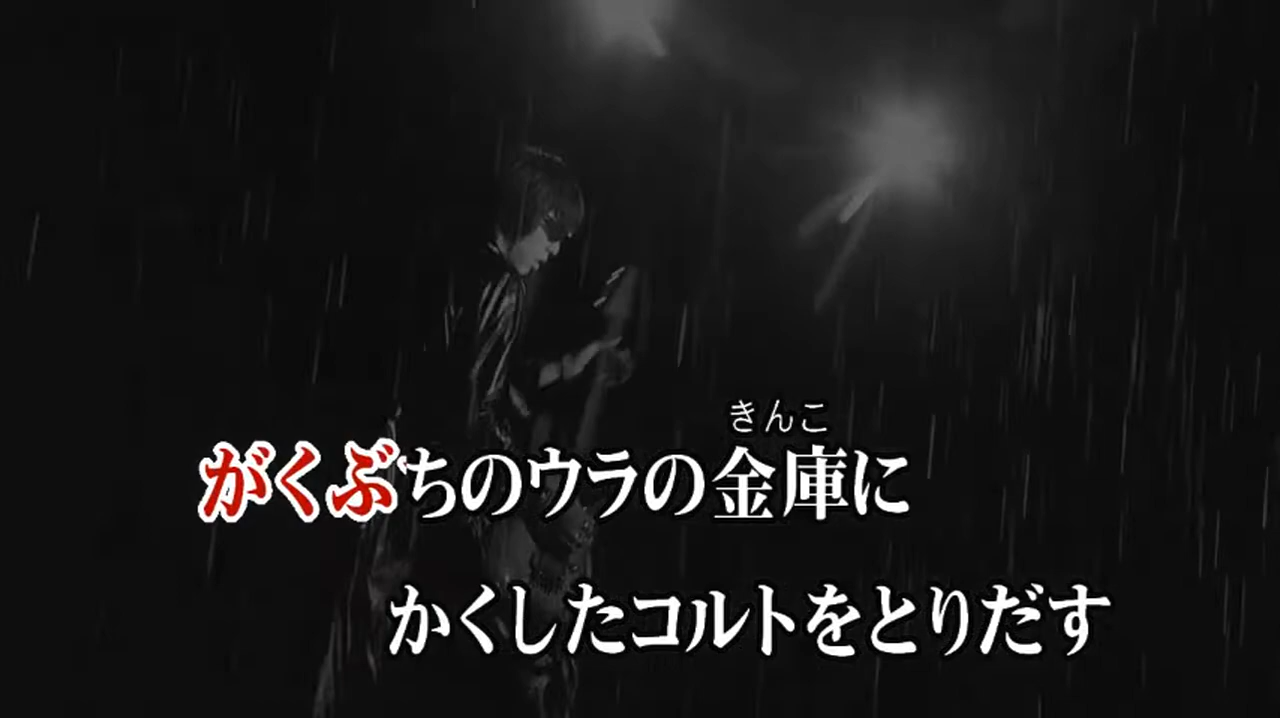 きんこ
がくぶちのウラの金庫に
かくしたコルトをとりだす